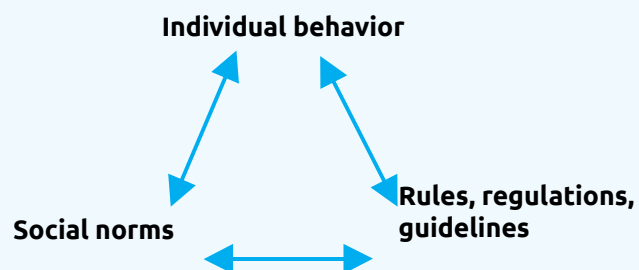 Individual behavior
Social norms
Rules, regulations,
guidelines